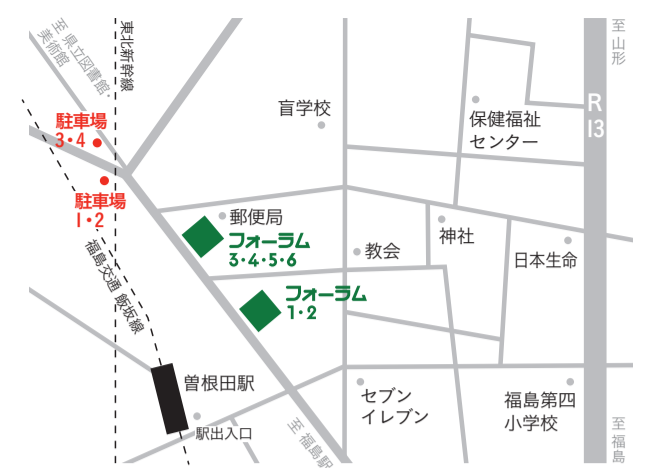 至 県立図書館・
美術館
東北新幹線
至 山形
駐車場
3・4
盲学校
保健福祉
センター
R
13
駐車場
1・2
郵便局
フォーラム
3・4・5・6
神社
教会
日本生命
福島交通 飯坂線
フォーラム
1・2
曽根田駅
セブン
イレブン
福島第四
小学校
駅出入口
至 福島駅
至 福島